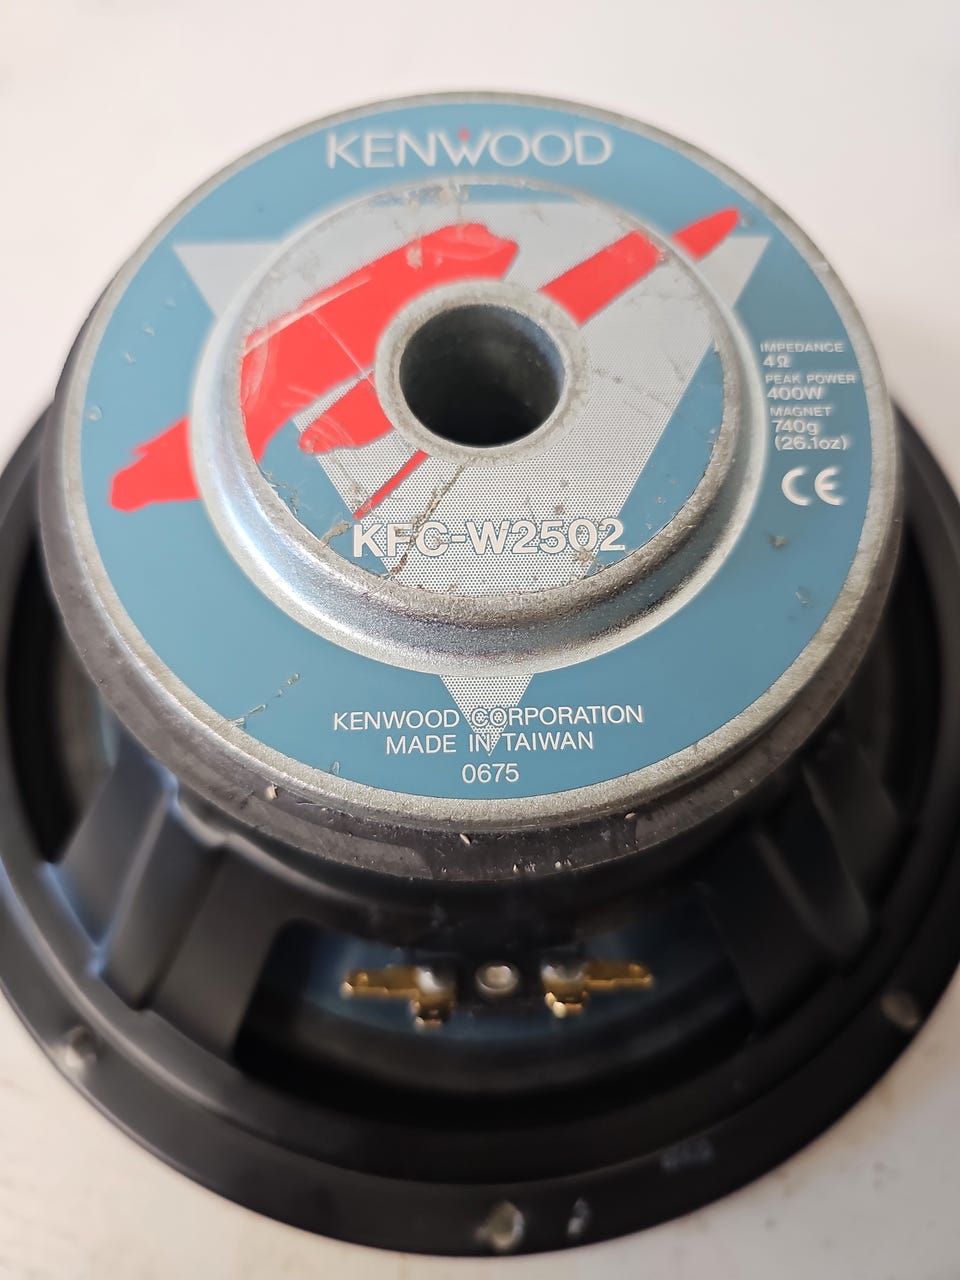 KENWOOD
IMPEDANCE
4Ω
PEAK POWER
400W
MAGNET
740g
(26.1oz)
CE
KFC-W2502
KENWOOD CORPORATION
MADE IN TAIWAN
0675